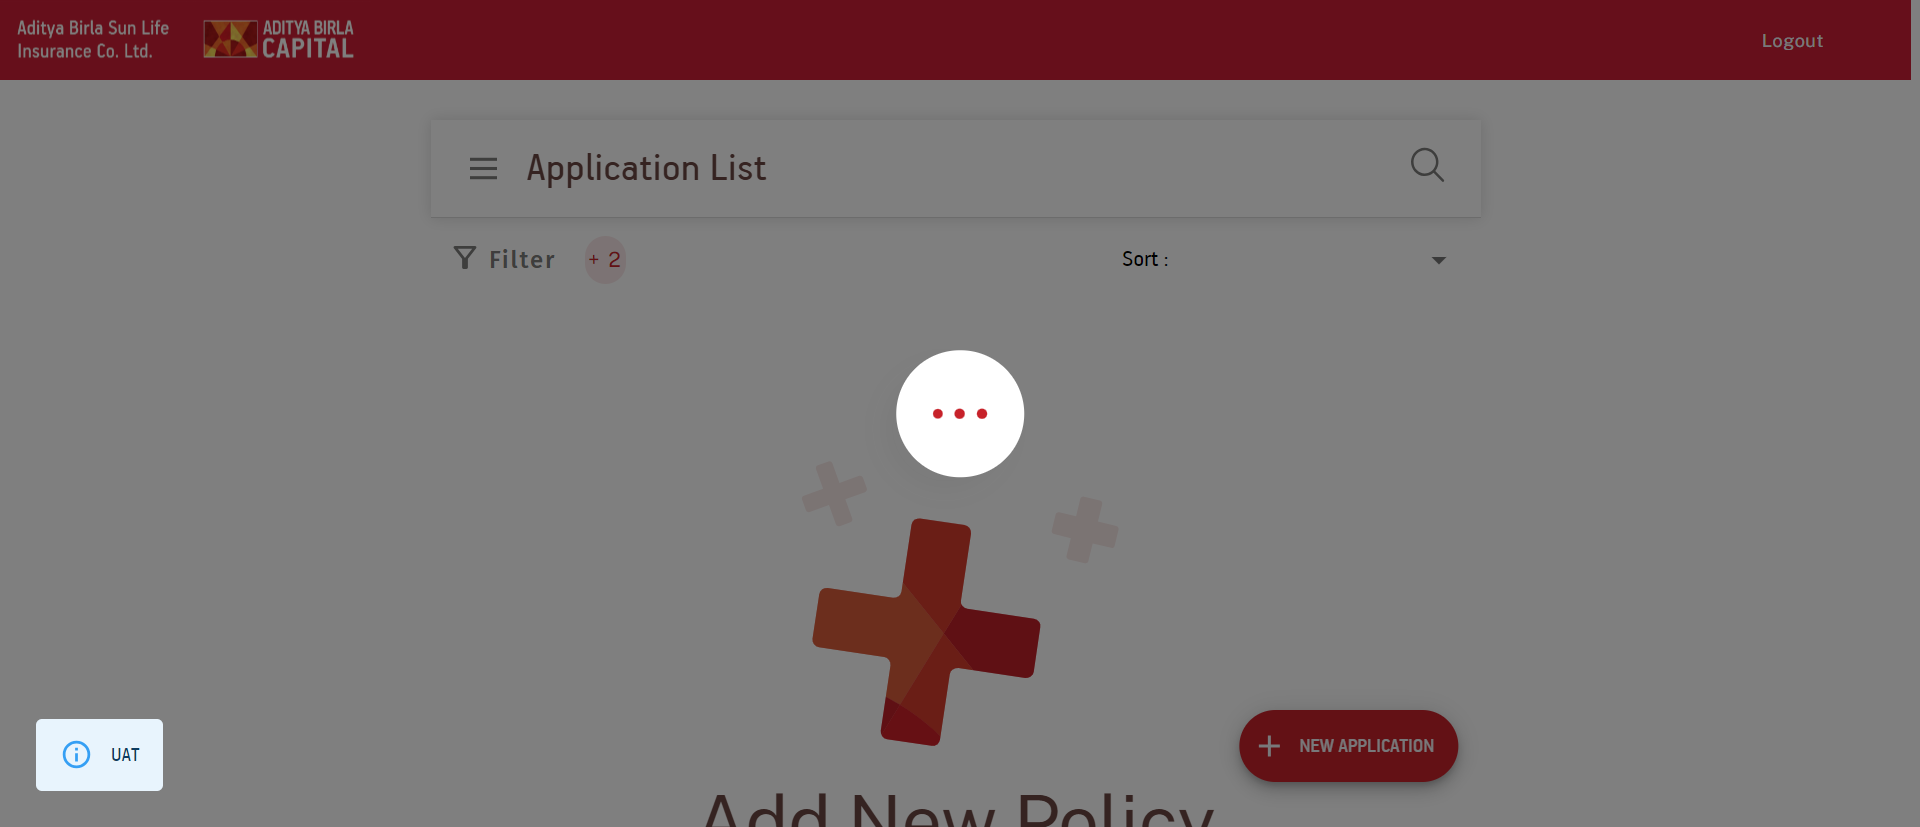 Aditya Birla Sun Life
Insurance Co. Ltd.
ADITYA BIRLA
CAPITAL
Logout
Application List
Filter
+ 2
Sort :
UAT
NEW APPLICATION
Add New Policy